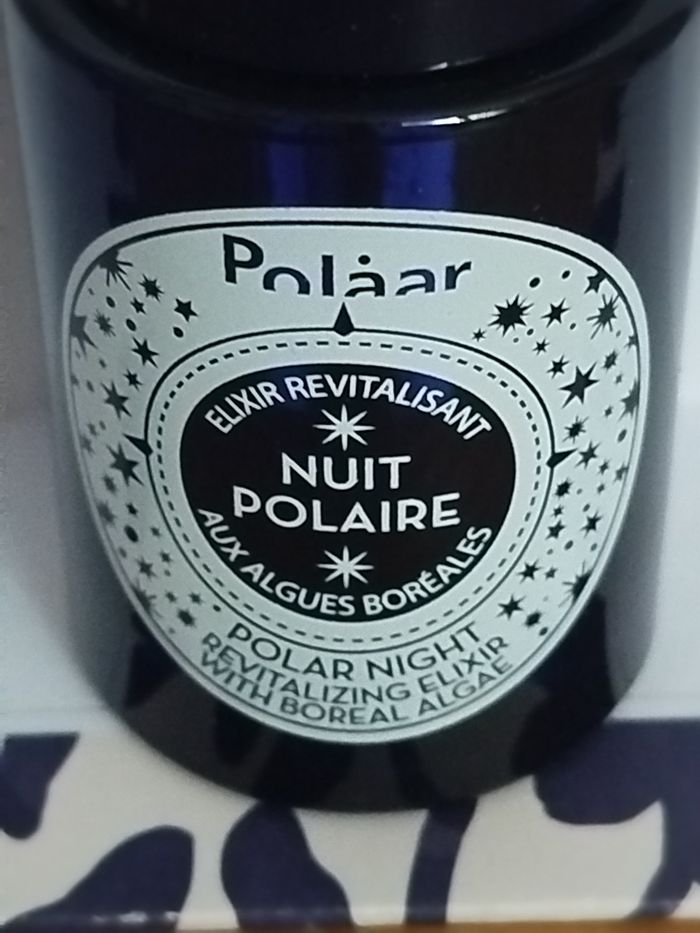 Polåar
ELIXIR REVITALISANT
NUIT
POLAIRE
AUX ALGUES BORÉALES
POLAR NIGHT
REVITALIZING ELIXIR
WITH BOREAL ALGAE